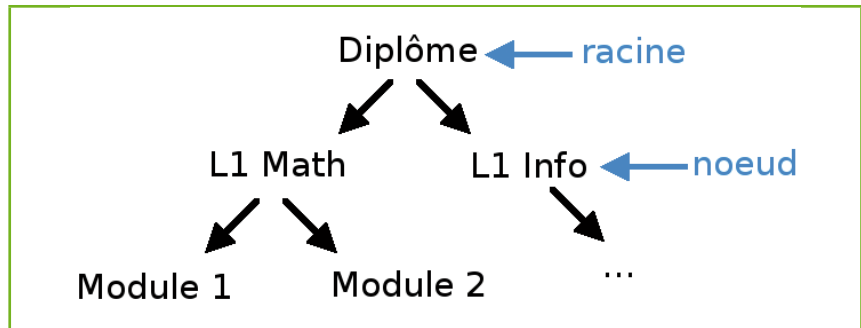 Diplôme racine
L1 Math L1 Info noeud
Module 1 Module 2 ...